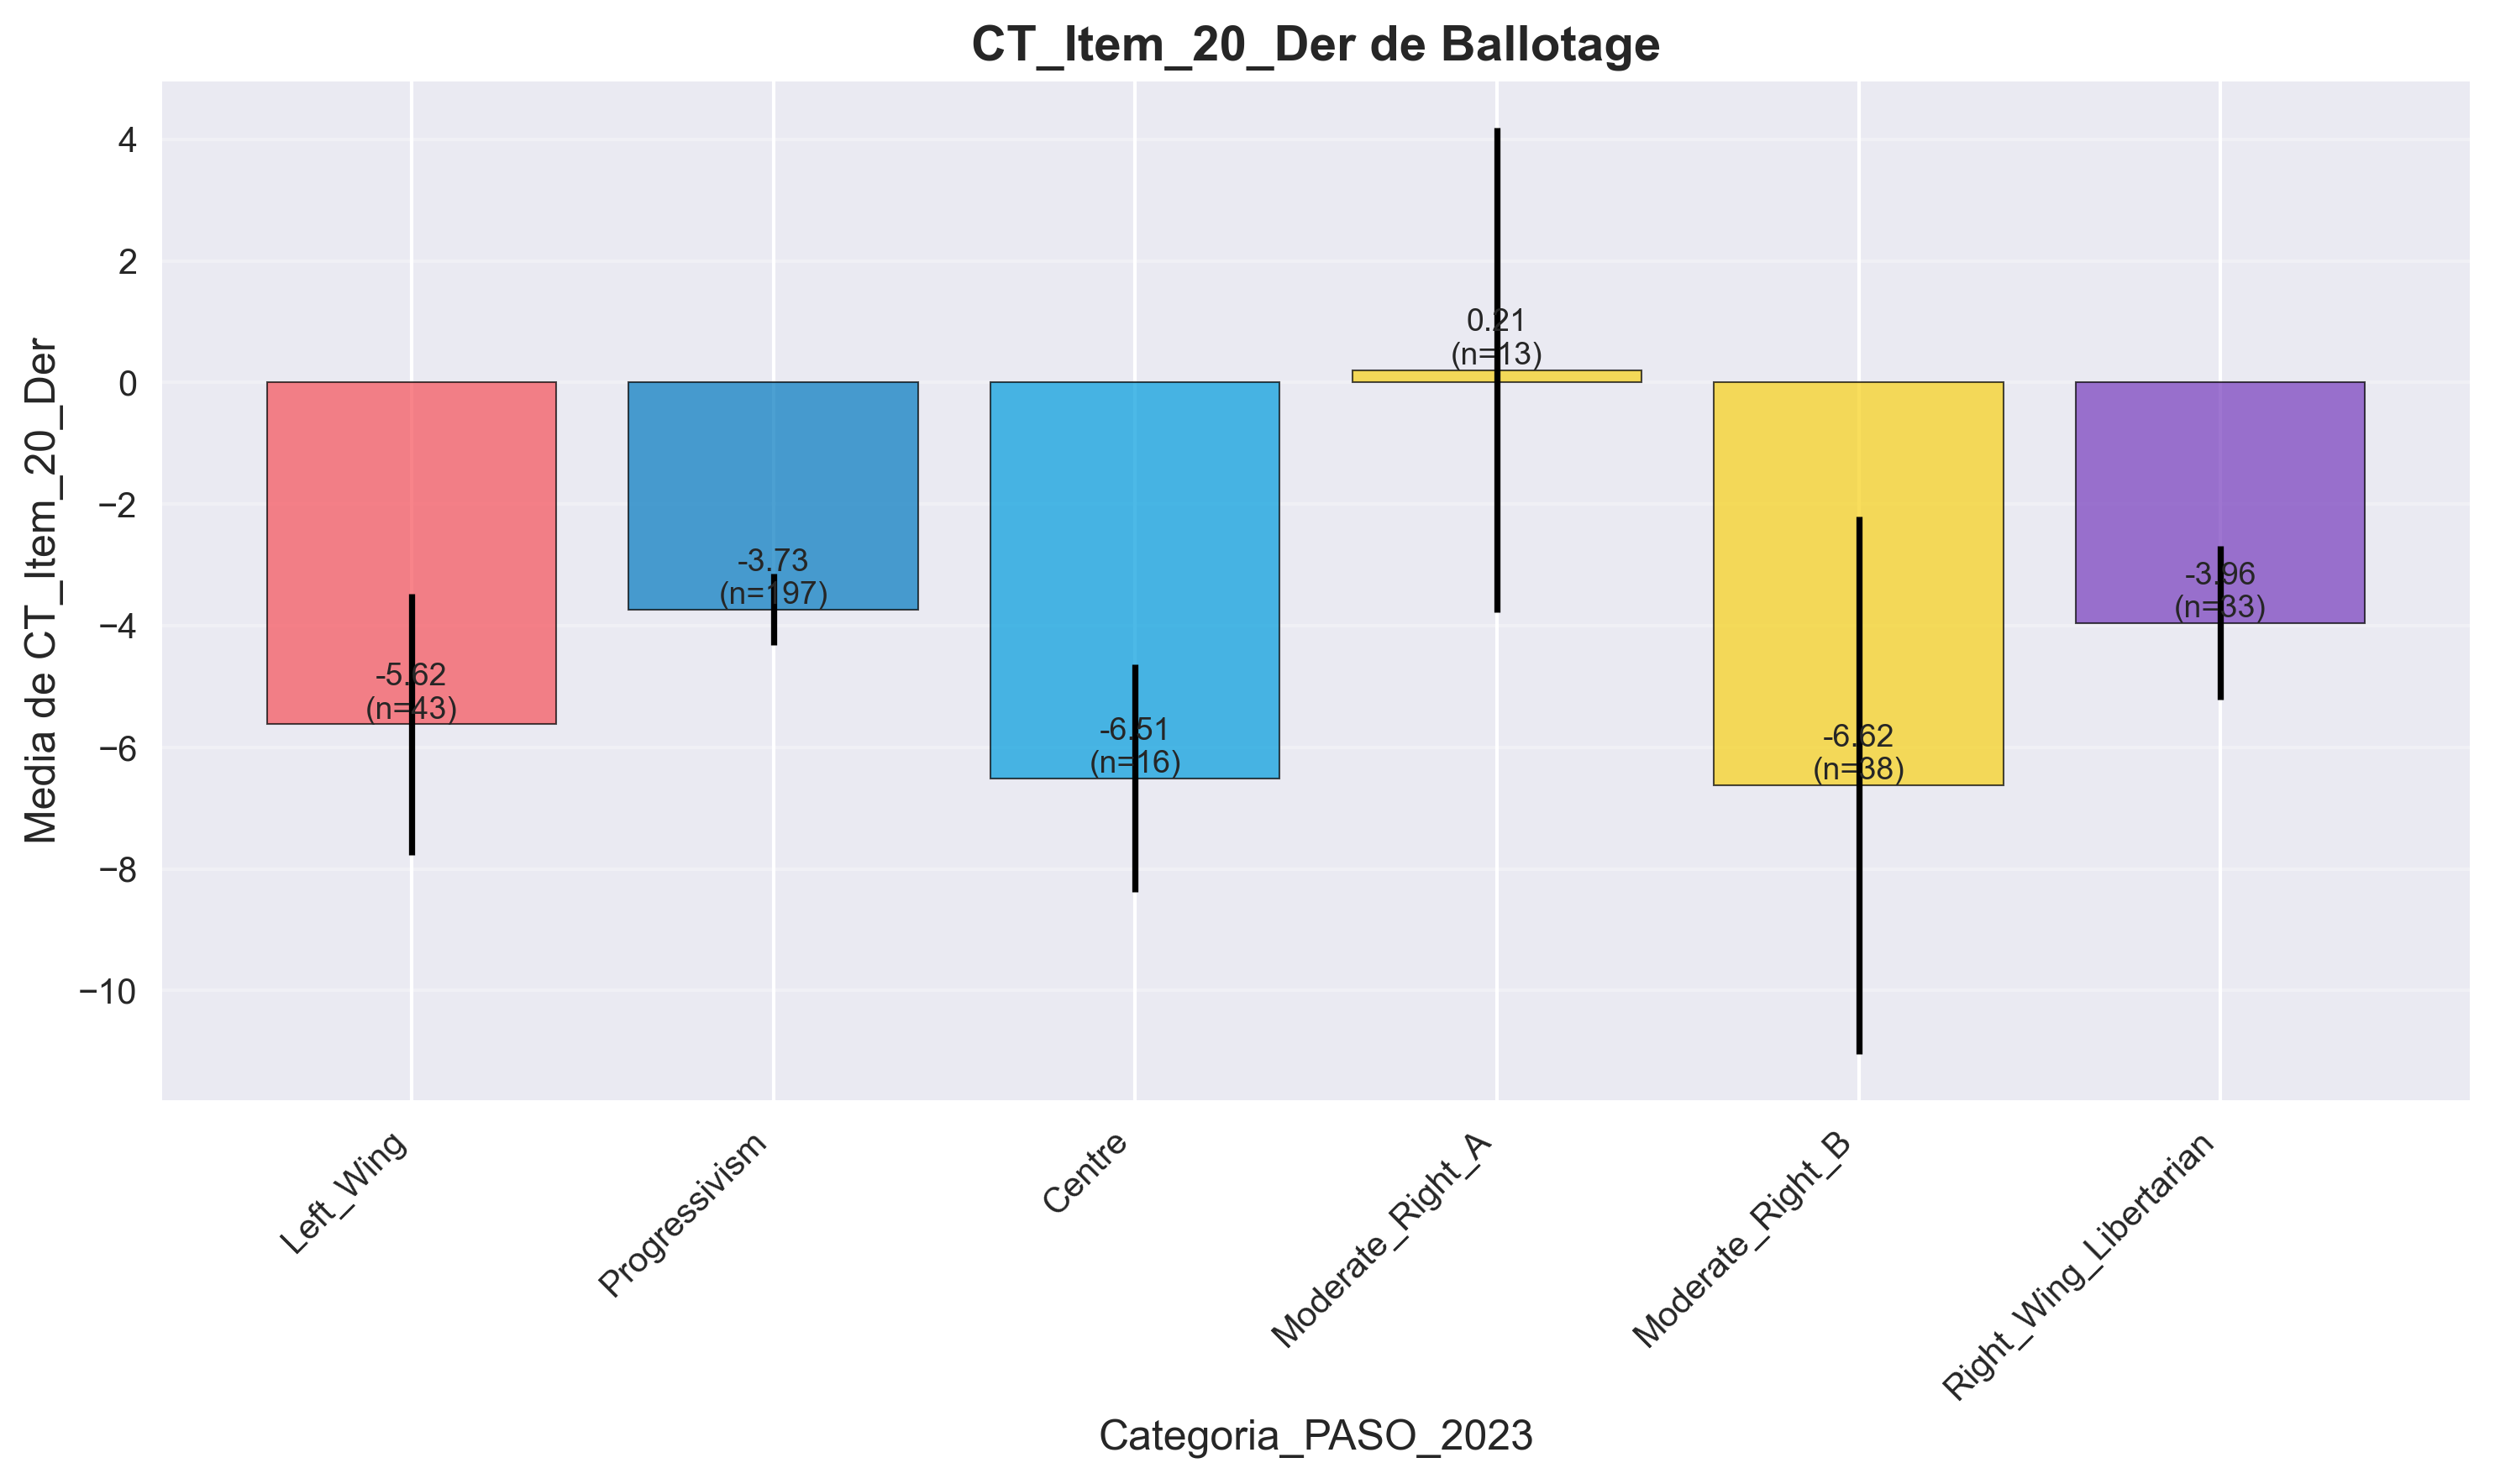 CT_Item_20_Der de Ballotage
Media de CT_Item_20_Der
4
2
0
−2
−4
−6
−8
−10
-5.62
(n=43)
-3.73
(n=197)
-6.51
(n=16)
0.21
(n=13)
-6.62
(n=38)
-3.96
(n=33)
Left_Wing
Progressivism
Centre
Moderate_Right_A
Moderate_Right_B
Right_Wing_Libertarian
Categoria_PASO_2023